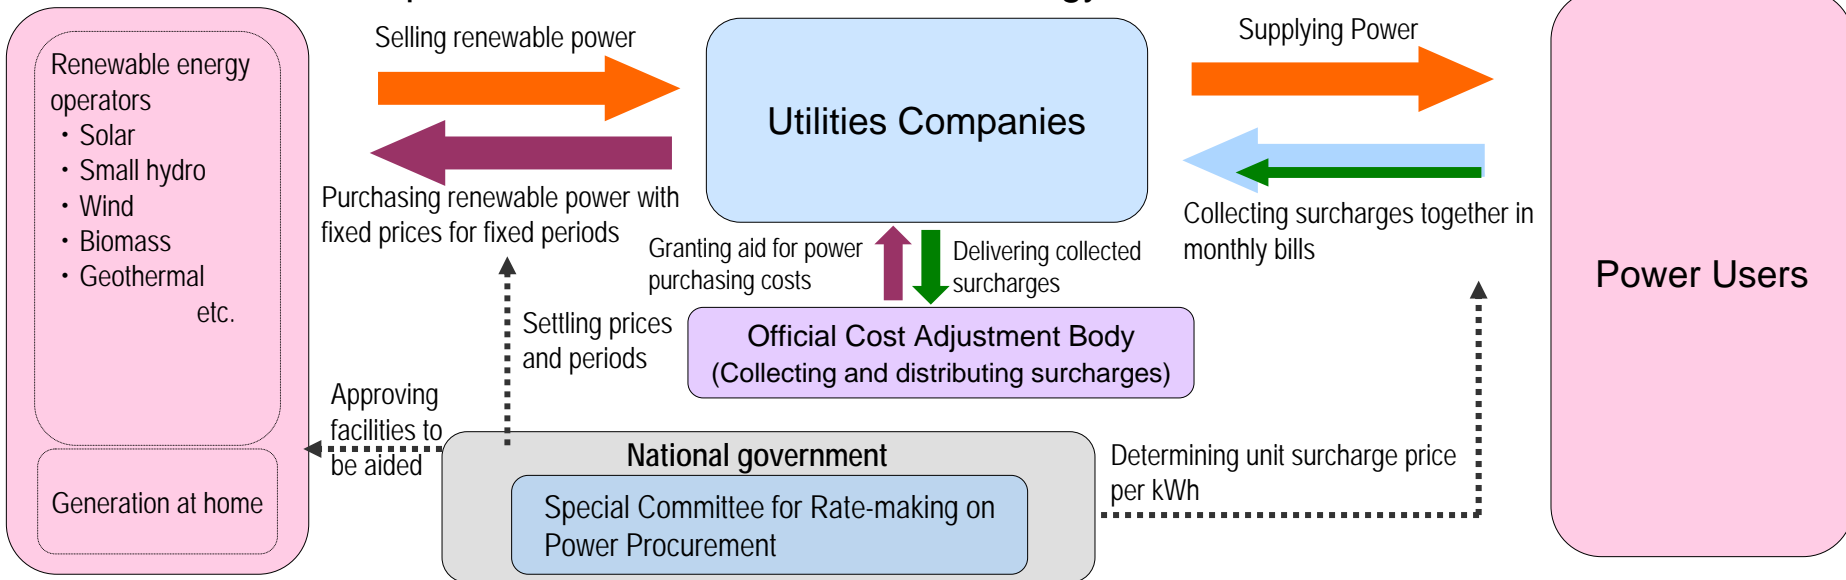 Renewable energy
operators
・Solar
・Small hydro
・Wind
・Biomass
・Geothermal
etc.
Generation at home
Selling renewable power
Purchasing renewable power with
fixed prices for fixed periods
Utilities Companies
Supplying Power
Collecting surcharges together in
monthly bills
Power Users
Granting aid for power
purchasing costs
Delivering collected
surcharges
Official Cost Adjustment Body
(Collecting and distributing surcharges)
Settling prices
and periods
Approving
facilities to
be aided
National government
Special Committee for Rate-making on
Power Procurement
Determining unit surcharge price
per kWh